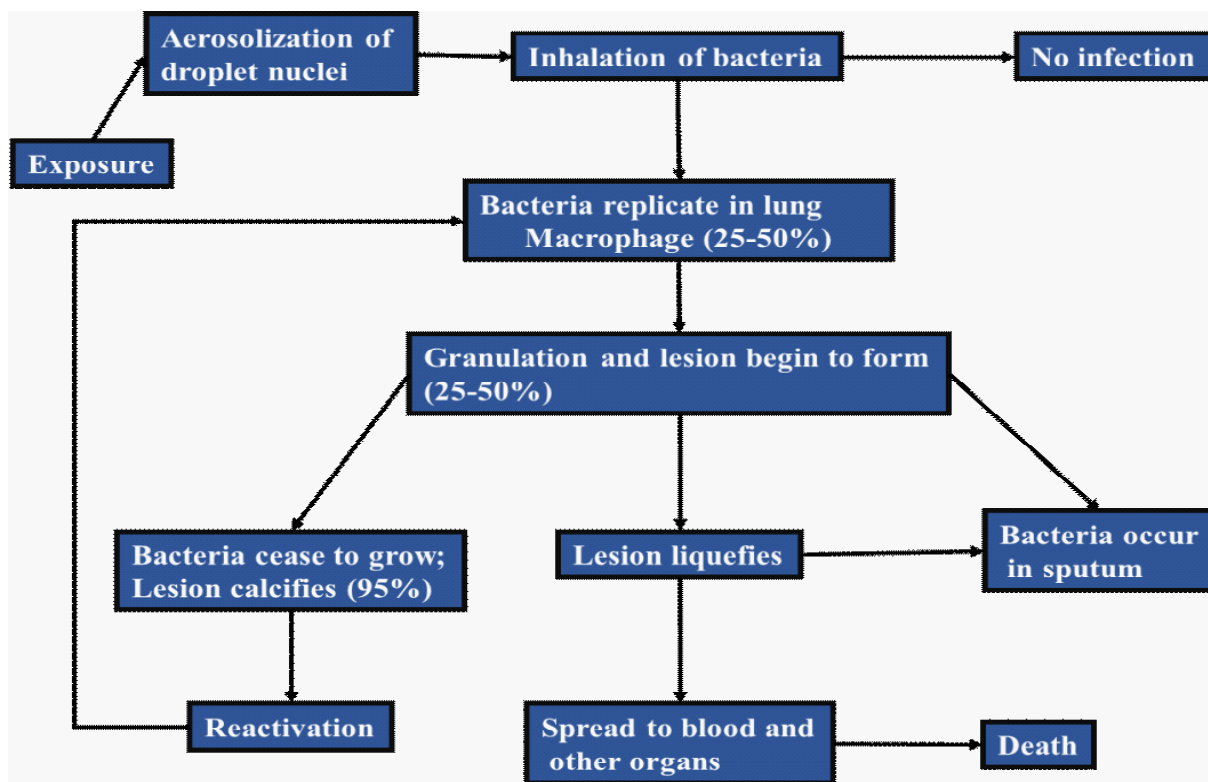 Aerosolization of
droplet nuclei
Inhalation of bacteria
No infection
Exposure
Bacteria replicate in lung
Macrophage (25-50%)
Granulation and lesion begin to form
(25-50%)
Bacteria cease to grow;
Lesion calcifies (95%)
Lesion liquefies
Bacteria occur
in sputum
Reactivation
Spread to blood and
other organs
Death